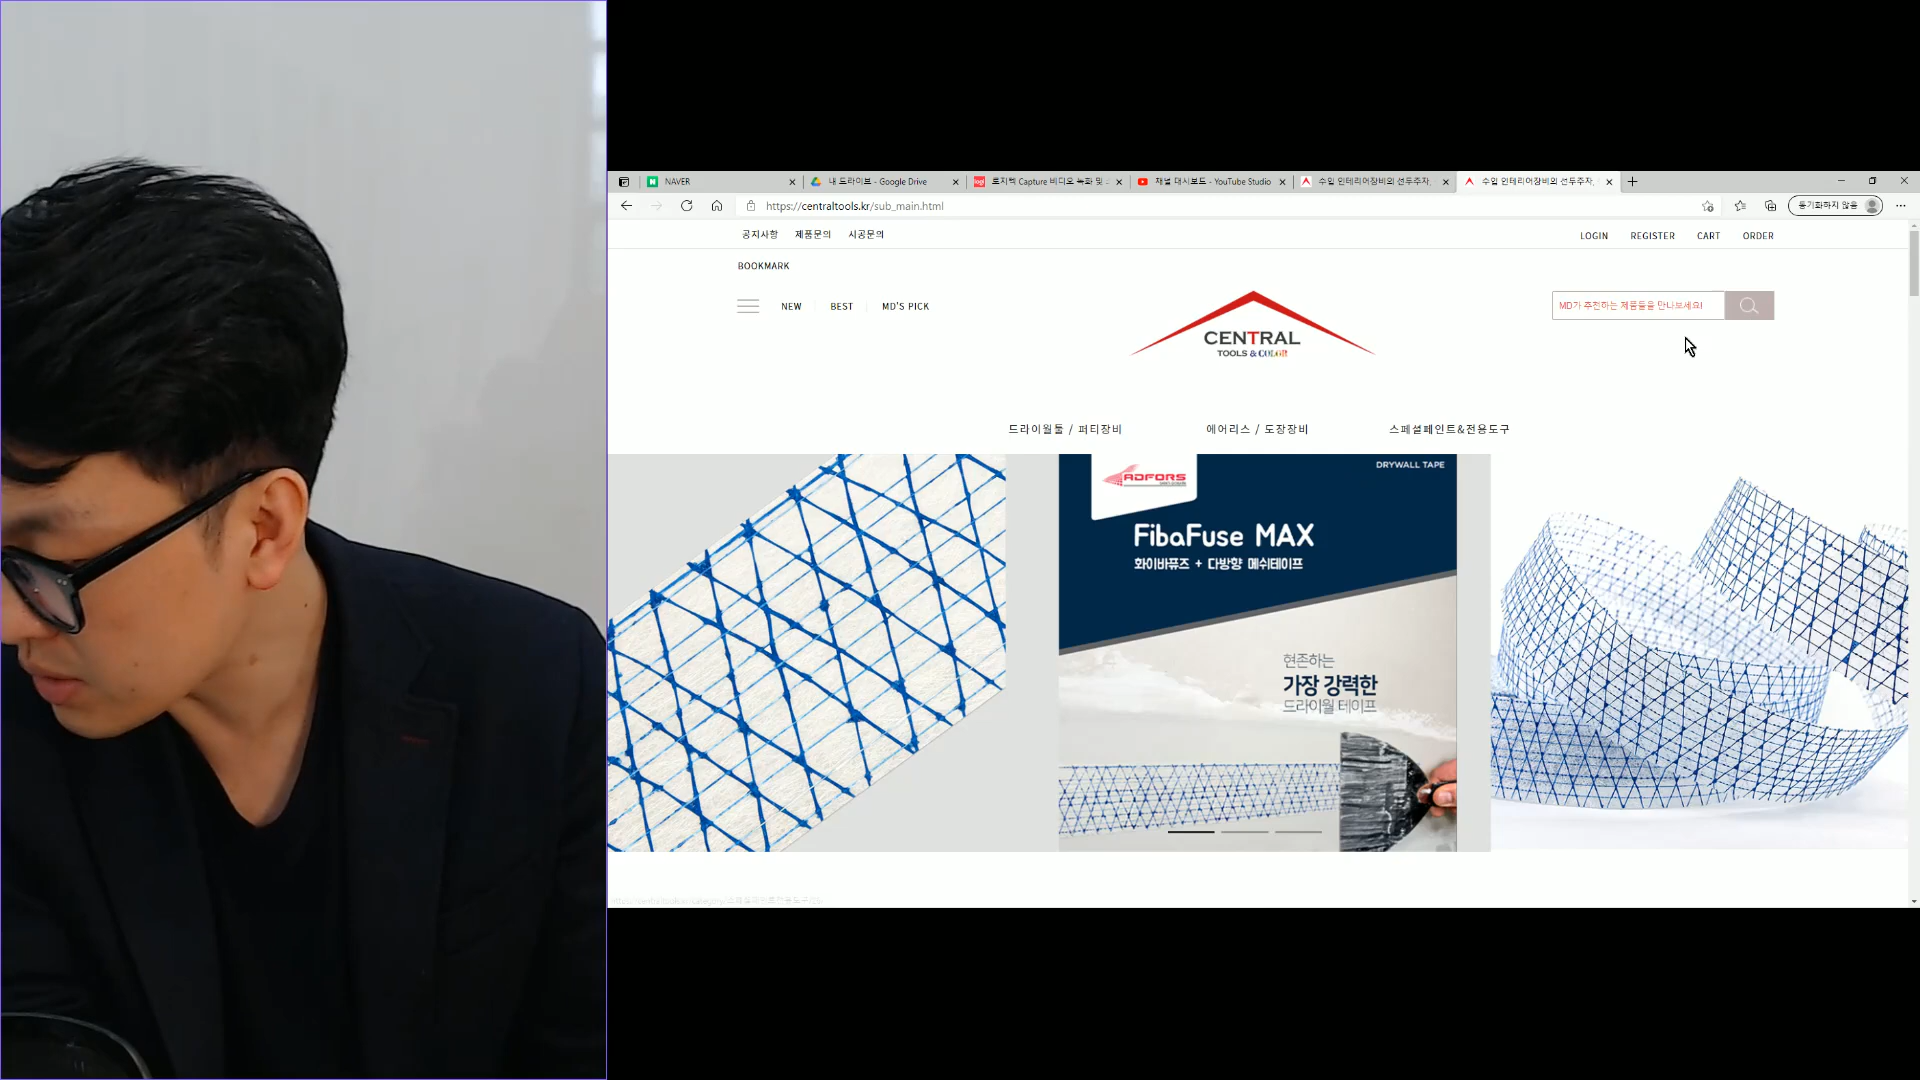 NAVER
내 드라이브 - Google Drive
로지텍 Capture 비디오 녹화 및
채널 대시보드 - YouTube Studio
수입 인테리어장비의 선두주자,
수입 인테리어장비의 선두주자,
https://centraltools.kr/sub_main.html
동기화하지 않음
공지사항 제품문의 시공문의
LOGIN REGISTER CART ORDER
BOOKMARK
NEW BEST MD'S PICK
MD가 추천하는 제품들을 만나보세요!
CENTRAL
TOOLS & COLOR
드라이월툴 / 퍼티장비
에어리스 / 도장장비
스페셜페인트&전용도구
ADFORS
DRYWALL TAPE
FibaFuse MAX
화이바퓨즈 + 다방향 메쉬테이프
현존하는
가장 강력한
드라이월 테이프